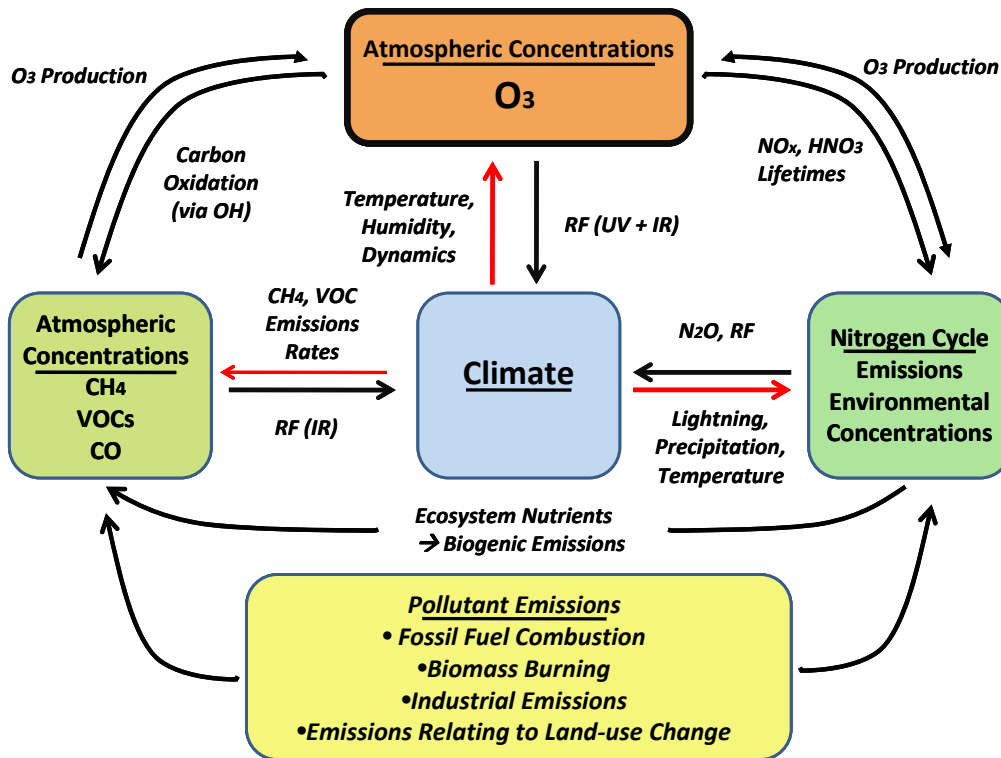 Atmospheric Concentrations
O₃
O₃ Production
O₃ Production
Carbon
Oxidation
(via OH)
NOₓ, HNO₃
Lifetimes
Temperature,
Humidity,
Dynamics
RF (UV + IR)
Atmospheric
Concentrations
CH₄
VOCs
CO
CH₄, VOC
Emissions
Rates
RF (IR)
Climate
N₂O, RF
Lightning,
Precipitation,
Temperature
Nitrogen Cycle
Emissions
Environmental
Concentrations
Ecosystem Nutrients
→ Biogenic Emissions
Pollutant Emissions
• Fossil Fuel Combustion
•Biomass Burning
•Industrial Emissions
•Emissions Relating to Land-use Change